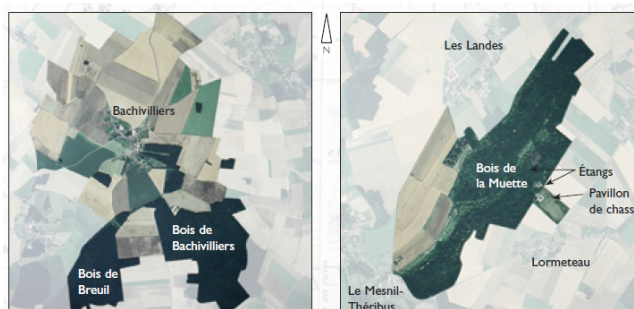 Bachivilliers
Bois de
Bachivilliers
Bois de
Breuil
N
Les Landes
Bois de
la Muette
Étangs
Pavillon
de chass
Lormeteau
Le Mesnil-
Théribus